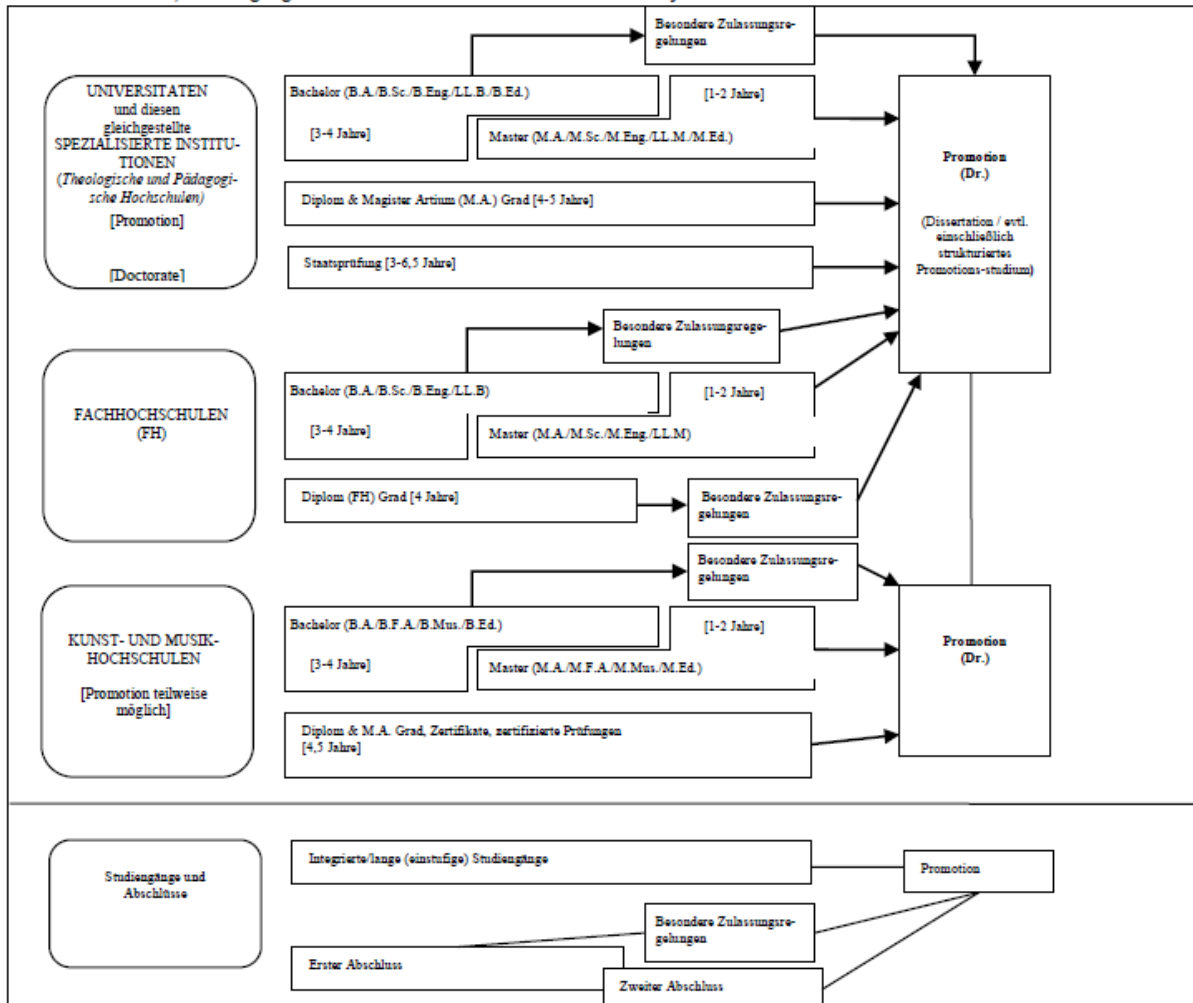 Besondere Zulassungsre-
gelungen
UNIVERSITÄTEN
und diesen
gleichgestellte
SPEZIALISIERTE INSTITU-
TIONEN
(Theologische und Pädagogi-
sche Hochschulen)
[Promotion]
[Doctorate]
Bachelor (B.A./B.Sc./B.Eng./LL.B./B.Ed.)
[3-4 Jahre]
[1-2 Jahre]
Master (M.A./M.Sc./M.Eng./LL.M./M.Ed.)
Diplom & Magister Artium (M.A.) Grad [4-5 Jahre]
Staatsprüfung [3-6,5 Jahre]
Promotion
(Dr.)
(Dissertation / evtl.
einschließlich
strukturiertes
Promotions-studium)
Besondere Zulassungsrege-
lungen
FACHHOCHSCHULEN
(FH)
Bachelor (B.A./B.Sc./B.Eng./LL.B)
[3-4 Jahre]
[1-2 Jahre]
Master (M.A./M.Sc./M.Eng./LL.M)
Diplom (FH) Grad [4 Jahre]
Besondere Zulassungsre-
gelungen
Besondere Zulassungsre-
gelungen
KUNST- UND MUSIK-
HOCHSCHULEN
[Promotion teilweise
möglich]
Bachelor (B.A./B.F.A./B.Mus./B.Ed.)
[3-4 Jahre]
[1-2 Jahre]
Master (M.A./M.F.A./M.Mus./M.Ed.)
Diplom & M.A. Grad, Zertifikate, zertifizierte Prüfungen
[4,5 Jahre]
Promotion
(Dr.)
Studiengänge und
Abschlüsse
Integrierte/lange (einstufige) Studiengänge
Promotion
Besondere Zulassungsre-
gelungen
Erster Abschluss
Zweiter Abschluss